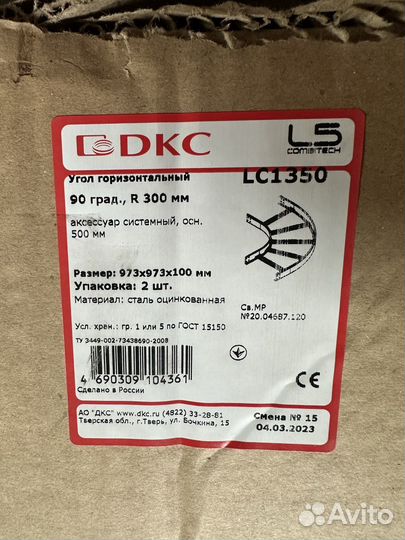 DKC
L5
COMBITECH
Угол горизонтальный
LC1350
90 град., R 300 мм
аксессуар системный, осн.
500 мм
Размер: 973x973x100 мм
Упаковка: 2 шт.
Материал: сталь оцинкованная
Св.МР
№20.04687.120
Усл. хран.: гр. 1 или 5 по ГОСТ 15150
ТУ 3449-002-73438690-2008
4 690309 104361
Сделано в России
CE
АО "ДКС" www.dkc.ru (4822) 33-28-81
Тверская обл., г.Тверь, ул. Бочкина, 15
Смена № 15
04.03.2023
Avito